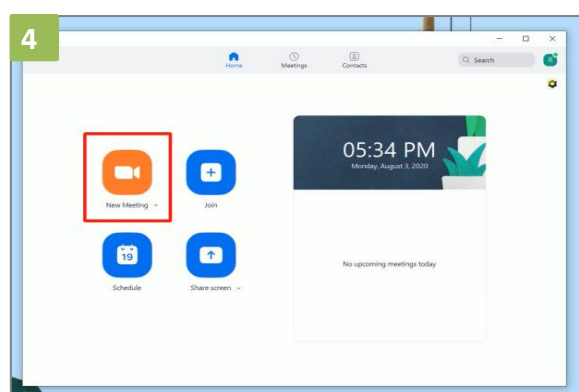 4
Home
Meetings
Contacts
Search
R
05:34 PM
Monday, August 3, 2020
New Meeting
Join
19
Schedule
Share screen
No upcoming meetings today